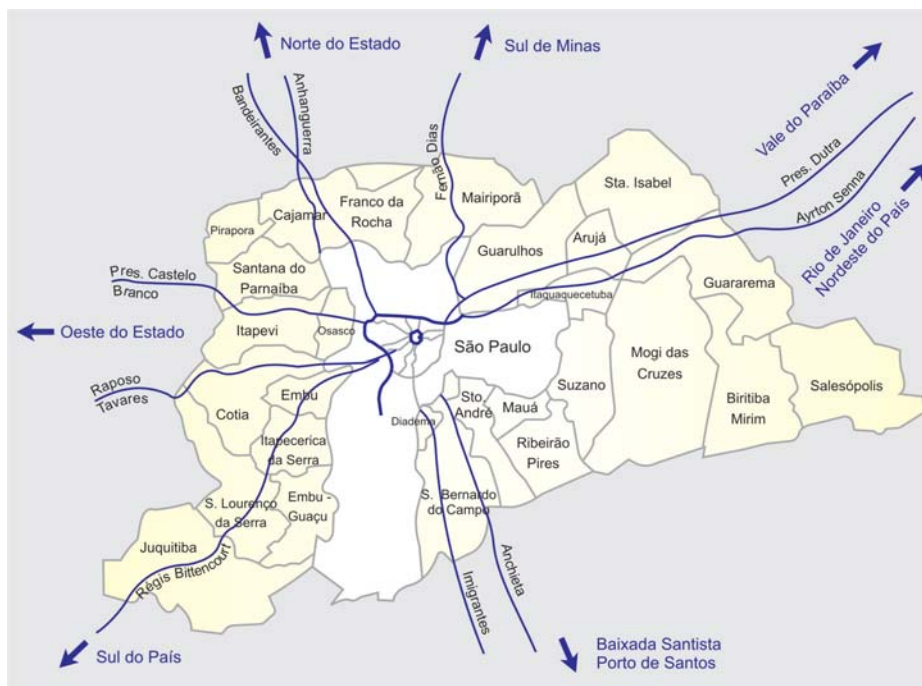 Norte do Estado
Sul de Minas
Vale do Paraíba
Bandeirantes
Anhanguerra
Fernão Dias
Pres. Dutra
Ayrton Senna
Rio de Janeiro
Nordeste do País
Sta. Isabel
Mairiporã
Franco da
Rocha
Cajamar
Pirapora
Guarulhos
Arujá
Santana do
Parnaíba
Pres. Castelo
Branco
Itaquaquecetuba
Guararema
Oeste do Estado
Itapevi
Osasco
São Paulo
Mogi das
Cruzes
Suzano
Salesópolis
Biritiba
Mirim
Raposo
Tavares
Embu
Cotia
Sto.
André
Mauá
Diadema
Ribeirão
Pires
Itapecerica
da Serra
S. Lourenço
da Serra
Embu -
Guaçu
S. Bernardo
do Campo
Juquitiba
Régis Bittencourt
Imigrantes
Anchieta
Sul do País
Baixada Santista
Porto de Santos